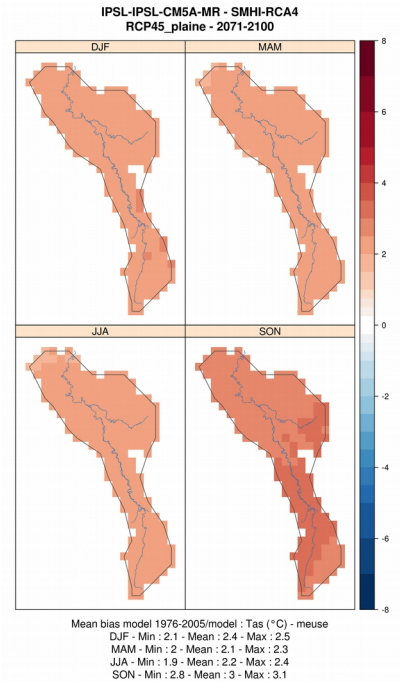 IPSL-IPSL-CM5A-MR - SMHI-RCA4
RCP45_plaine - 2071-2100
DJF
MAM
8
6
4
2
0
-2
-4
-6
-8
JJA
SON
Mean bias model 1976-2005/model : Tas (°C) - meuse
DJF - Min : 2.1 - Mean : 2.4 - Max : 2.5
MAM - Min : 2 - Mean : 2.1 - Max : 2.3
JJA - Min : 1.9 - Mean : 2.2 - Max : 2.4
SON - Min : 2.8 - Mean : 3 - Max : 3.1